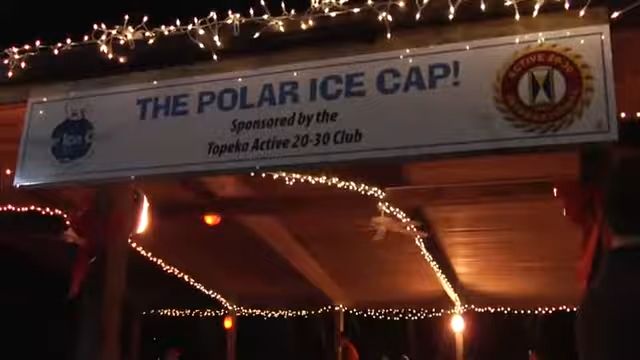 THE POLAR ICE CAP!
Sponsored by the
Topeka Active 20-30 Club
ACTIVE 20-30